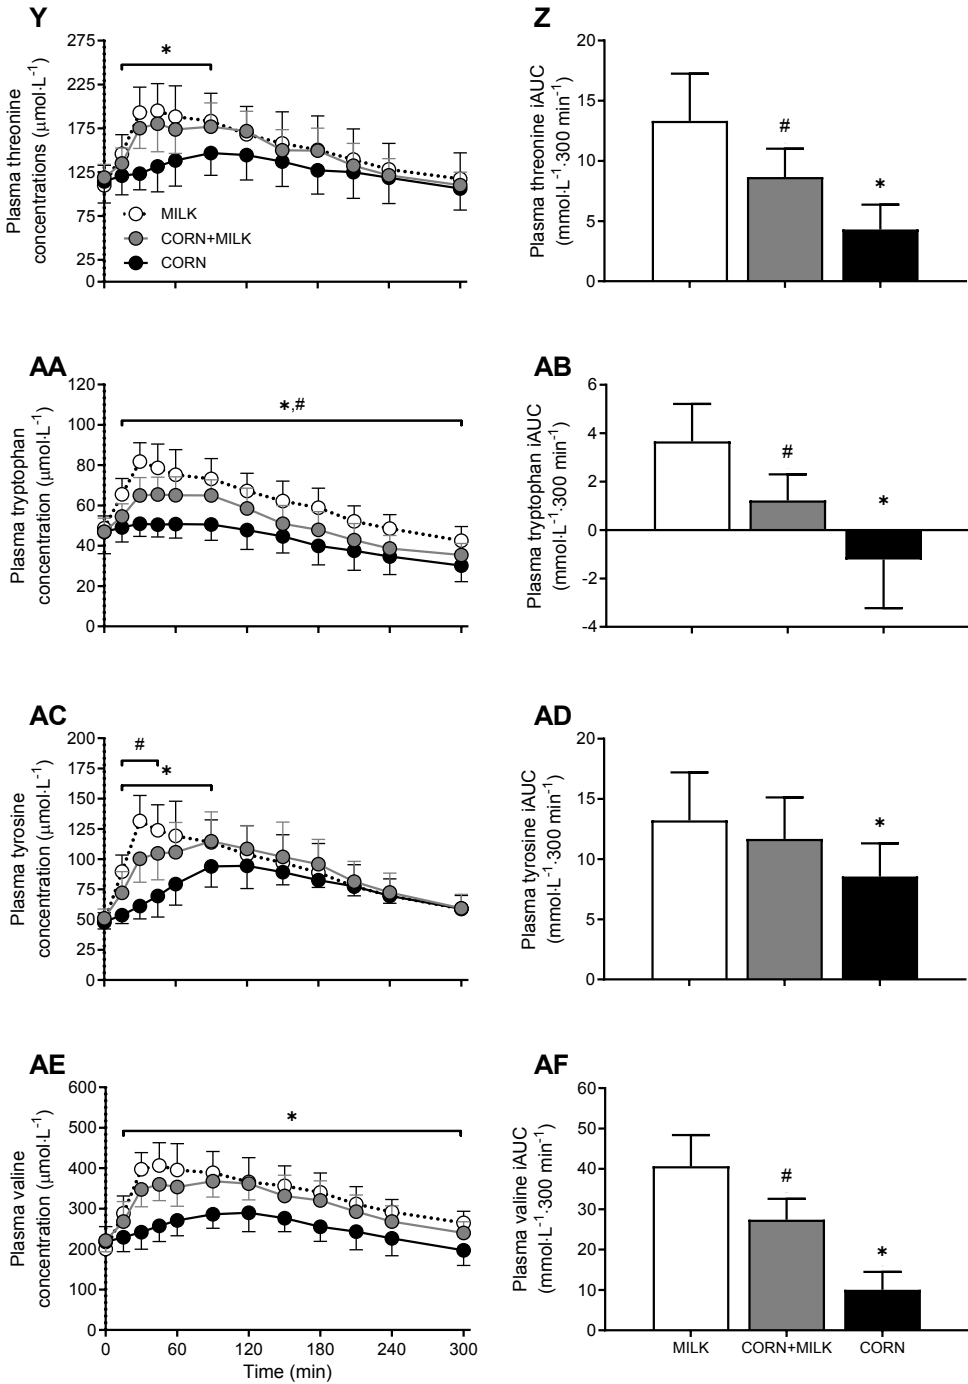 Y
Plasma threonine
concentrations (μmol·L⁻¹)
275
225
175
125
75
25
0
*
MILK
CORN+MILK
CORN
Z
Plasma threonine iAUC
(mmol·L⁻¹·300 min⁻¹)
20
15
10
5
0
#
*
AA
Plasma tryptophan
concentration (μmol·L⁻¹)
120
100
80
60
40
20
0
*,#
AB
Plasma tryptophan iAUC
(mmol·L⁻¹·300 min⁻¹)
6
4
2
0
-2
-4
#
*
AC
Plasma tyrosine
concentration (μmol·L⁻¹)
200
175
150
125
100
75
50
25
0
#
*
AD
Plasma tyrosine iAUC
(mmol·L⁻¹·300 min⁻¹)
20
15
10
5
0
*
AE
Plasma valine
concentration (μmol·L⁻¹)
600
500
400
300
200
100
0
*
0 60 120 180 240 300
Time (min)
AF
Plasma valine iAUC
(mmol·L⁻¹·300 min⁻¹)
60
50
40
30
20
10
0
#
*
MILK CORN+MILK CORN